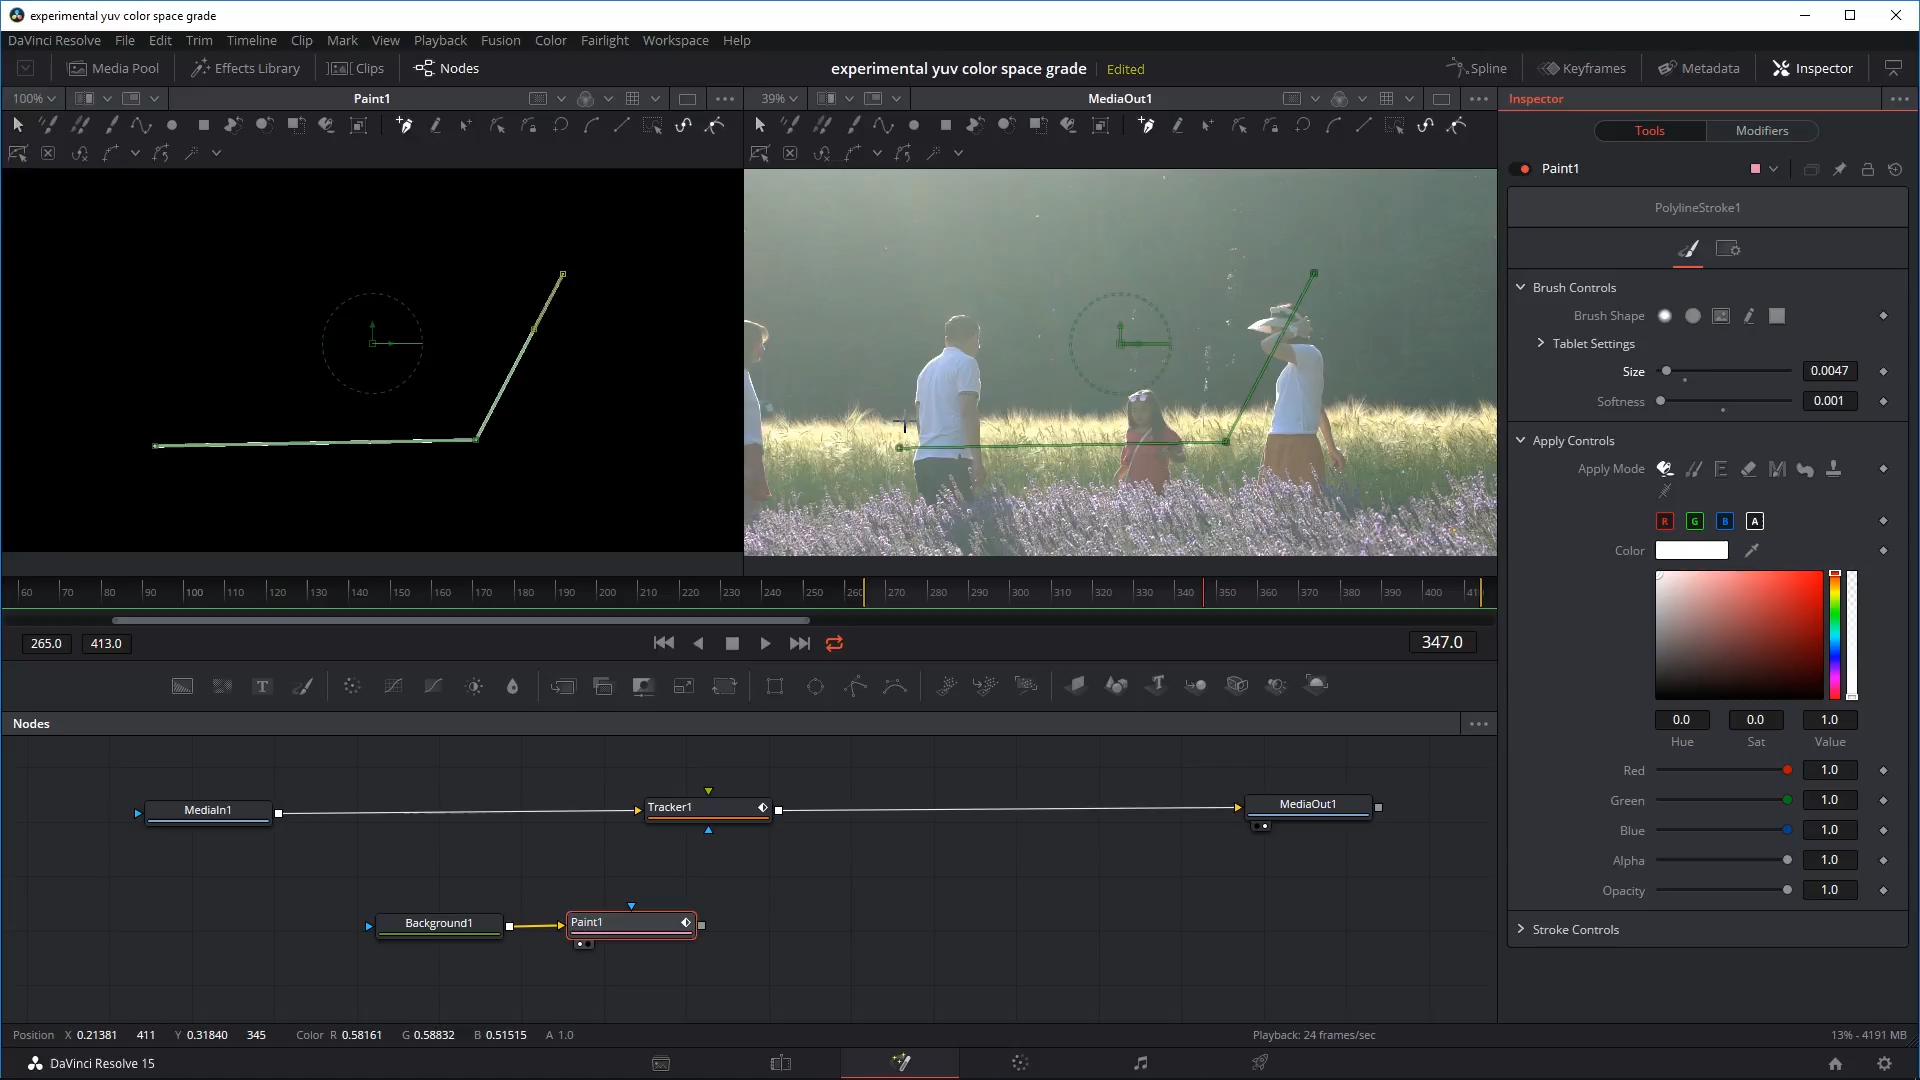 experimental yuv color space grade
DaVinci Resolve File Edit Trim Timeline Clip Mark View Playback Fusion Color Fairlight Workspace Help
Media Pool Effects Library Clips Nodes experimental yuv color space grade Edited Spline Keyframes Metadata Inspector
100% Paint1 39% MediaOut1 Inspector
Tools Modifiers
Paint1
PolylineStroke1
Brush Controls
Brush Shape
Tablet Settings
Size 0.0047
Softness 0.001
Apply Controls
Apply Mode
R G B A
Color
60 70 80 90 100 110 120 130 140 150 160 170 180 190 200 210 220 230 240 250 260 270 280 290 300 310 320 330 340 350 360 370 380 390 400 41
265.0 413.0 347.0
T
Nodes
0.0 0.0 1.0
Hue Sat Value
Red 1.0
Green 1.0
Blue 1.0
Alpha 1.0
Opacity 1.0
Stroke Controls
MediaIn1 Tracker1 MediaOut1
Background1 Paint1
Position X 0.21381 411 Y 0.31840 345 Color R 0.58161 G 0.58832 B 0.51515 A 1.0 Playback: 24 frames/sec 13% - 4191 MB
DaVinci Resolve 15